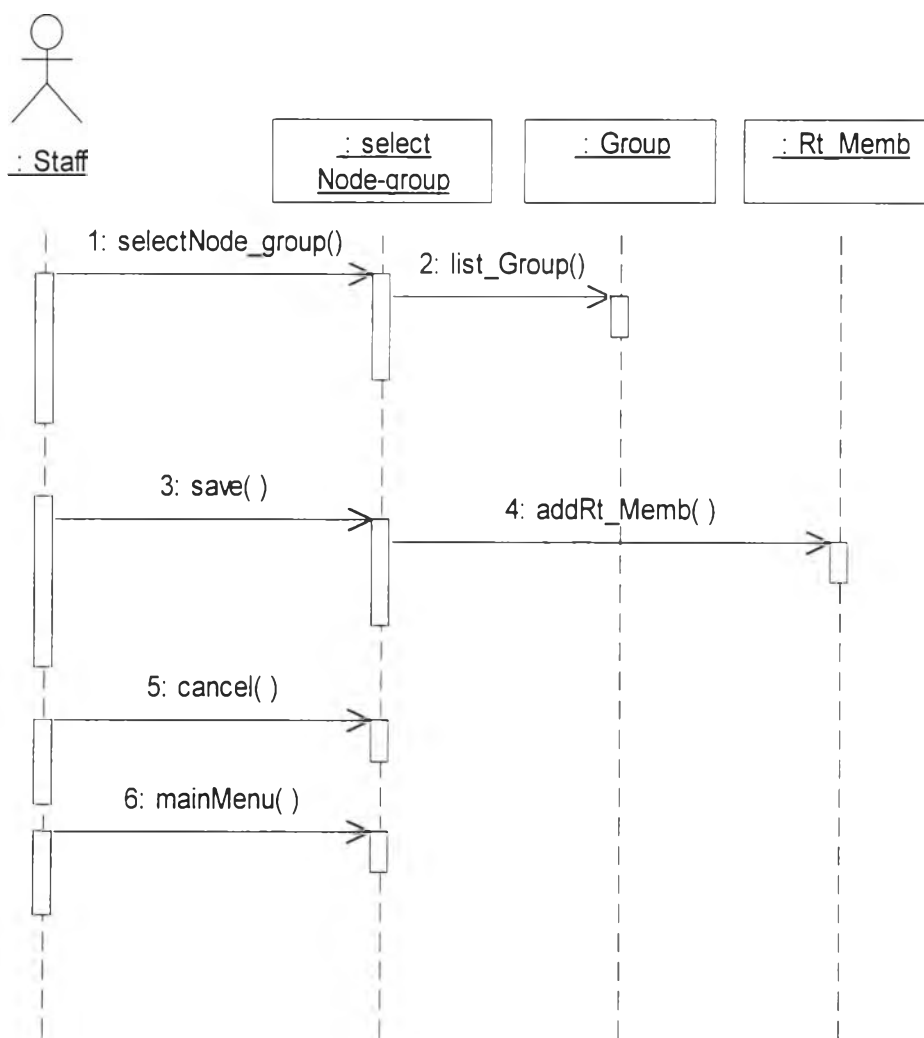 : Staff
: select
Node-group
: Group
: Rt_Memb
1: selectNode_group()
2: list_Group()
3: save( )
4: addRt_Memb( )
5: cancel( )
6: mainMenu( )